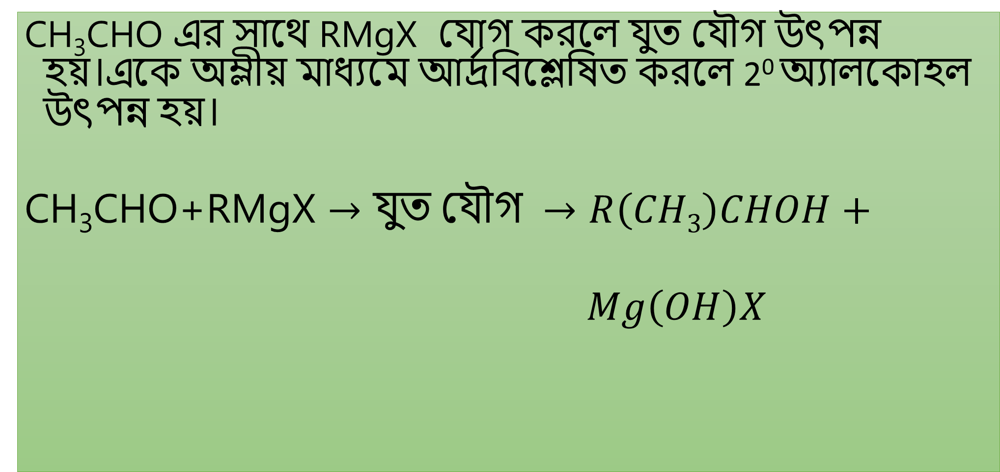 CH₃CHO এর সাথে RMgX যোগ করলে যুত যৌগ উৎপন্ন
হয়।একে অম্লীয় মাধ্যমে আর্দ্রবিশ্লেষিত করলে 2⁰ অ্যালকোহল
উৎপন্ন হয়।
CH₃CHO+RMgX → যুত যৌগ → R(CH₃)CHOH +
Mg(OH)X